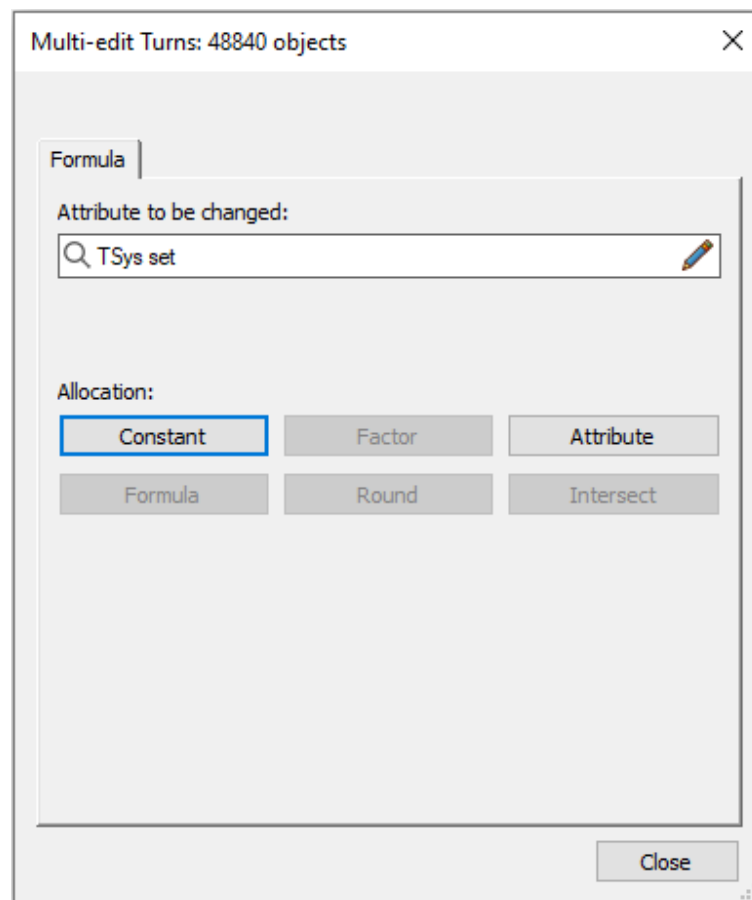 Multi-edit Turns: 48840 objects
Formula
Attribute to be changed:
TSys set
Allocation:
Constant Factor Attribute
Formula Round Intersect
Close